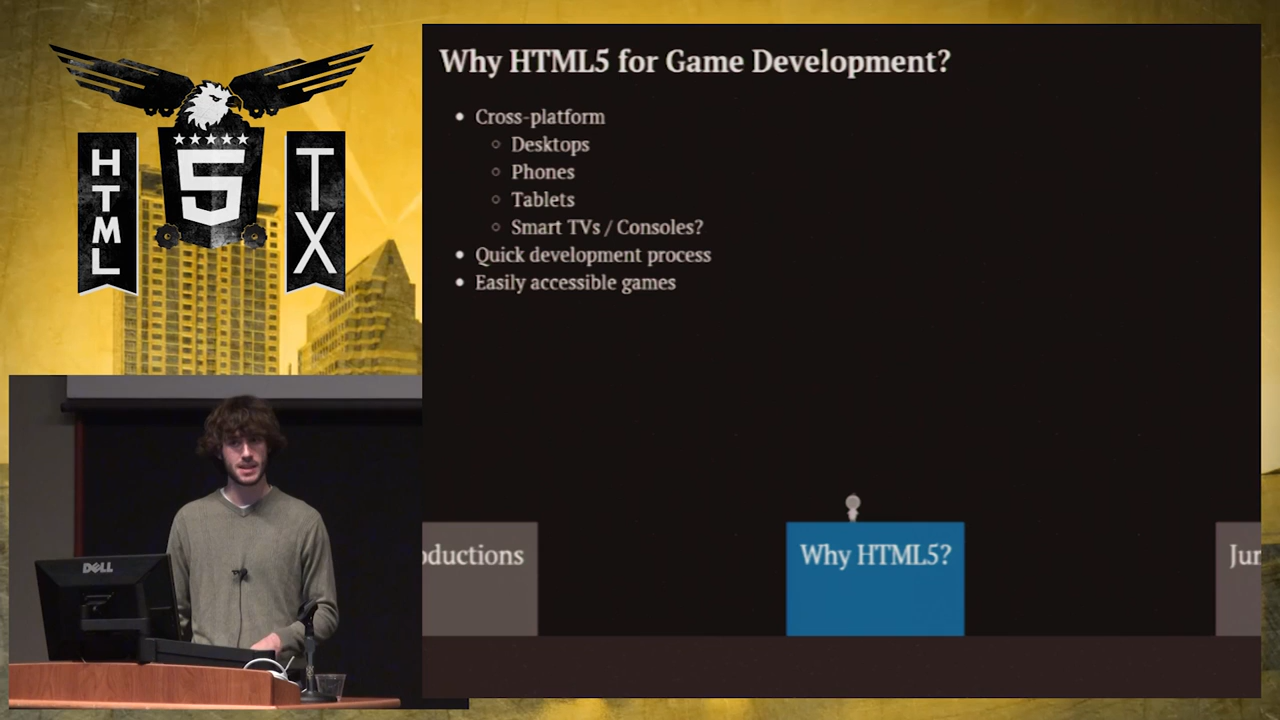 HTML
5
TX
Why HTML5 for Game Development?
• Cross-platform
◦ Desktops
◦ Phones
◦ Tablets
◦ Smart TVs / Consoles?
• Quick development process
• Easily accessible games
oductions
Why HTML5?
Jur
DELL